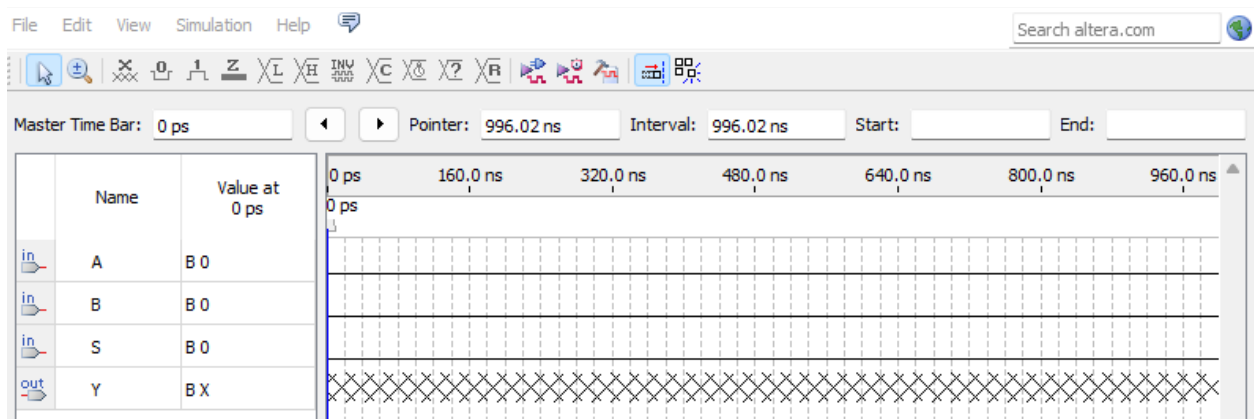 File Edit View Simulation Help Search altera.com
Master Time Bar: 0 ps Pointer: 996.02 ns Interval: 996.02 ns Start: End:
Name Value at 0 ps 0 ps 160.0 ns 320.0 ns 480.0 ns 640.0 ns 800.0 ns 960.0 ns
0 ps
in A B 0
in B B 0
in S B 0
out Y B X